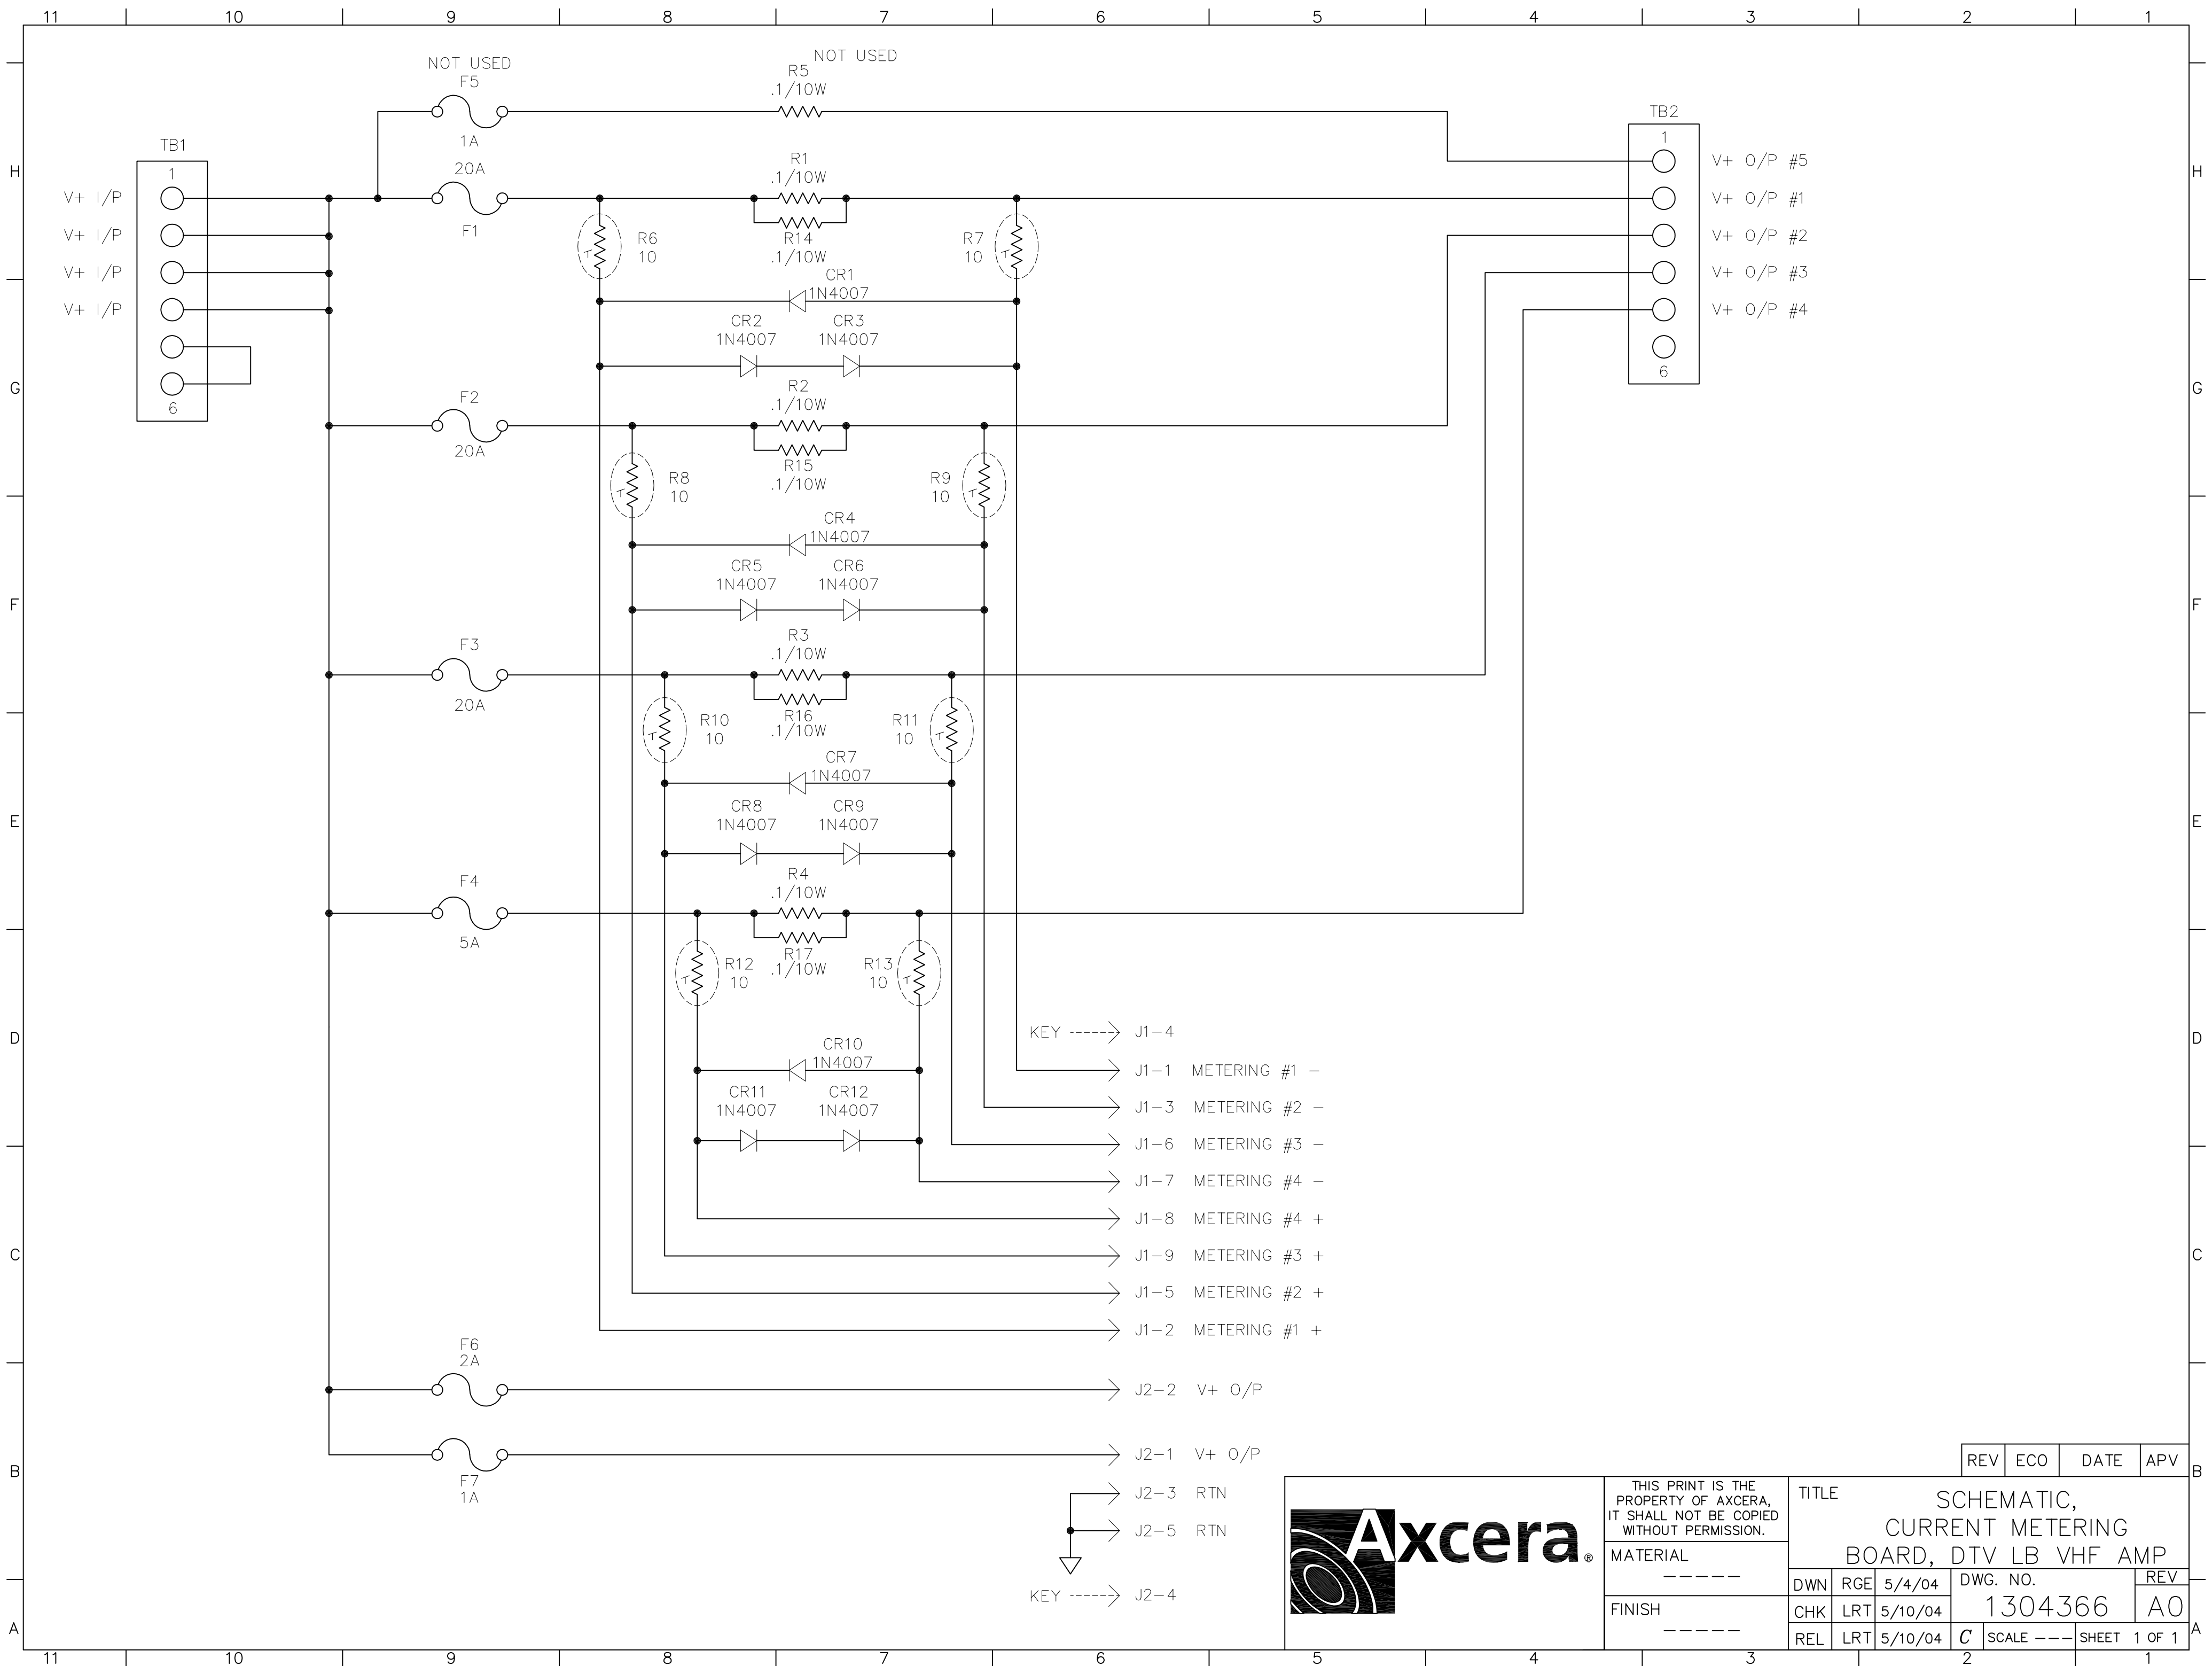 11 10 9 8 7 6 5 4 3 2 1
NOT USED
F5
1A
NOT USED
R5
.1/10W
TB1
1
6
V+ I/P
V+ I/P
V+ I/P
V+ I/P
20A
F1
R1
.1/10W
R14
.1/10W
R6
10
R7
10
CR1
1N4007
CR2
1N4007
CR3
1N4007
TB2
1
6
V+ O/P #5
V+ O/P #1
V+ O/P #2
V+ O/P #3
V+ O/P #4
F2
20A
R2
.1/10W
R15
.1/10W
R8
10
R9
10
CR4
1N4007
CR5
1N4007
CR6
1N4007
F3
20A
R3
.1/10W
R16
.1/10W
R10
10
R11
10
CR7
1N4007
CR8
1N4007
CR9
1N4007
F4
5A
R4
.1/10W
R17
.1/10W
R12
10
R13
10
CR10
1N4007
CR11
1N4007
CR12
1N4007
KEY J1-4
J1-1 METERING #1 -
J1-3 METERING #2 -
J1-6 METERING #3 -
J1-7 METERING #4 -
J1-8 METERING #4 +
J1-9 METERING #3 +
J1-5 METERING #2 +
J1-2 METERING #1 +
F6
2A
J2-2 V+ O/P
F7
1A
J2-1 V+ O/P
J2-3 RTN
J2-5 RTN
KEY J2-4
H
G
F
E
D
C
B
A
H
G
F
E
D
C
B
A
Axcera®
THIS PRINT IS THE
PROPERTY OF AXCERA,
IT SHALL NOT BE COPIED
WITHOUT PERMISSION.
MATERIAL
-----
FINISH
-----
REV ECO DATE APV
TITLE
SCHEMATIC,
CURRENT METERING
BOARD, DTV LB VHF AMP
DWN RGE 5/4/04
CHK LRT 5/10/04
REL LRT 5/10/04
DWG. NO.
1304366
REV
A0
C SCALE --- SHEET 1 OF 1
11 10 9 8 7 6 5 4 3 2 1